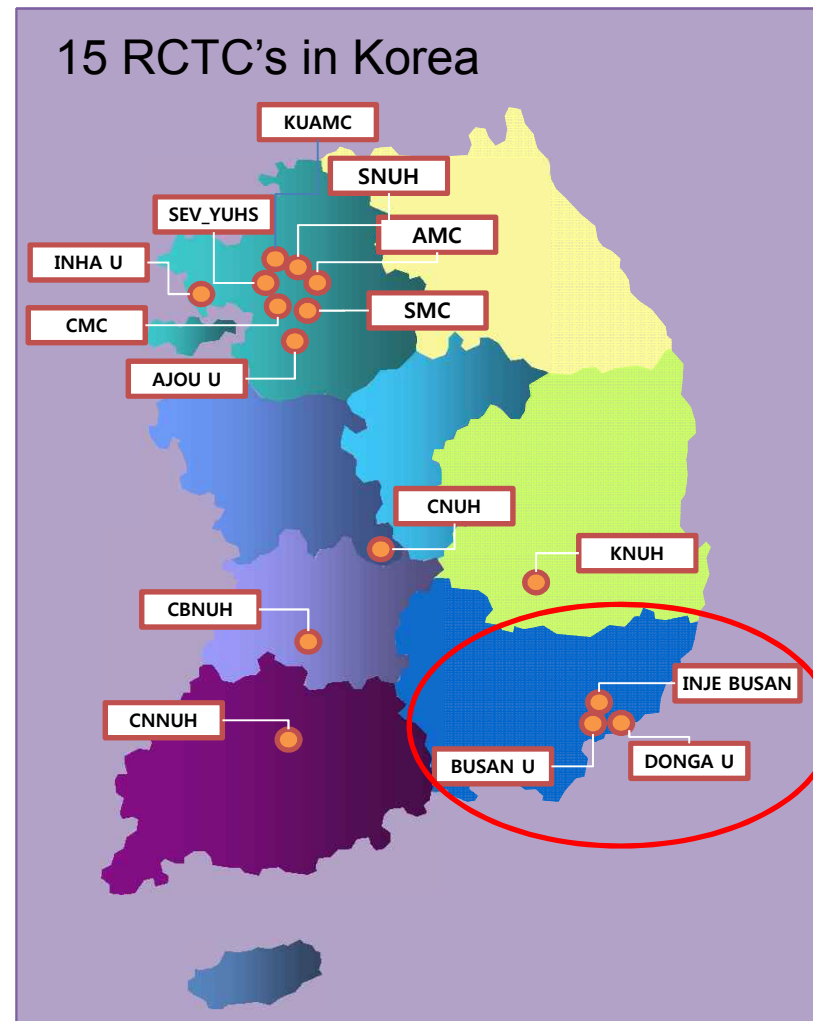 15 RCTC’s in Korea
KUAMC
SNUH
SEV_YUHS
AMC
INHA U
SMC
CMC
AJOU U
CNUH
KNUH
CBNUH
INJE BUSAN
CNNUH
BUSAN U
DONGA U